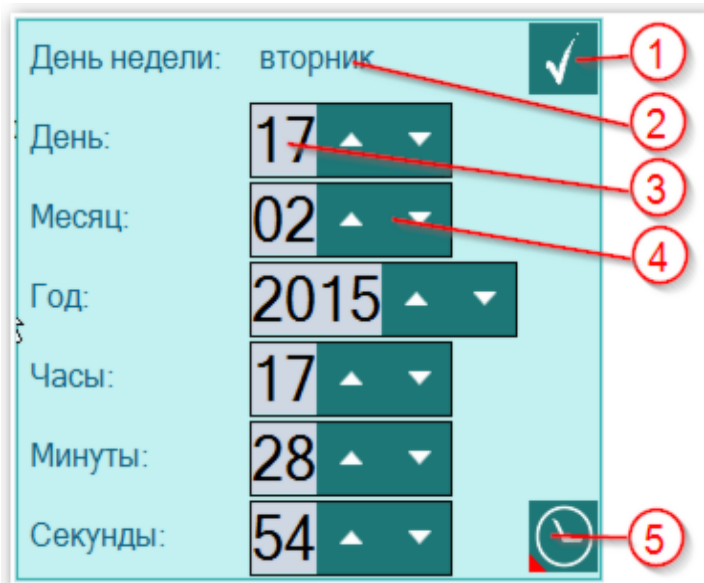 День недели: вторник 1
2
День: 17
3
Месяц: 02
4
Год: 2015
Часы: 17
Минуты: 28
Секунды: 54 5